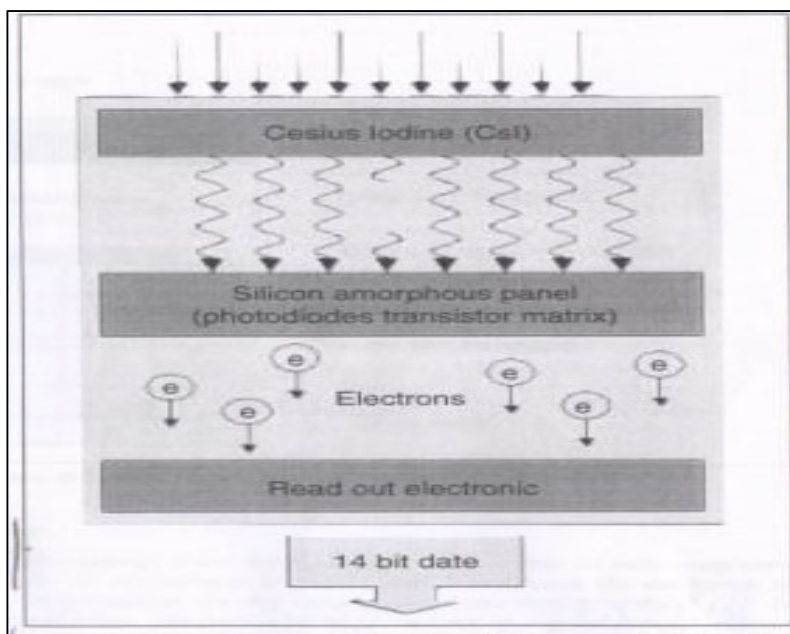 Cesius Iodine (CsI)
Silicon amorphous panel
(photodiodes transistor matrix)
e e e e
e e
Electrons
Read out electronic
14 bit date